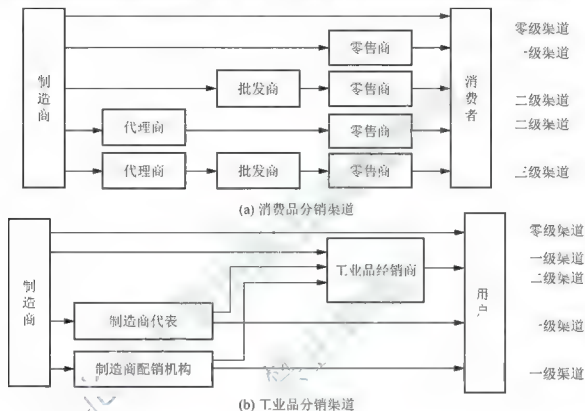 零级渠道
零售商
一级渠道
批发商
零售商
二级渠道
制造商
消费者
代理商
零售商
二级渠道
代理商
批发商
零售商
三级渠道
(a) 消费品分销渠道
零级渠道
工业品经销商
一级渠道
二级渠道
制造商
用户
制造商代表
一级渠道
制造商配销机构
一级渠道
(b) 工业品分销渠道